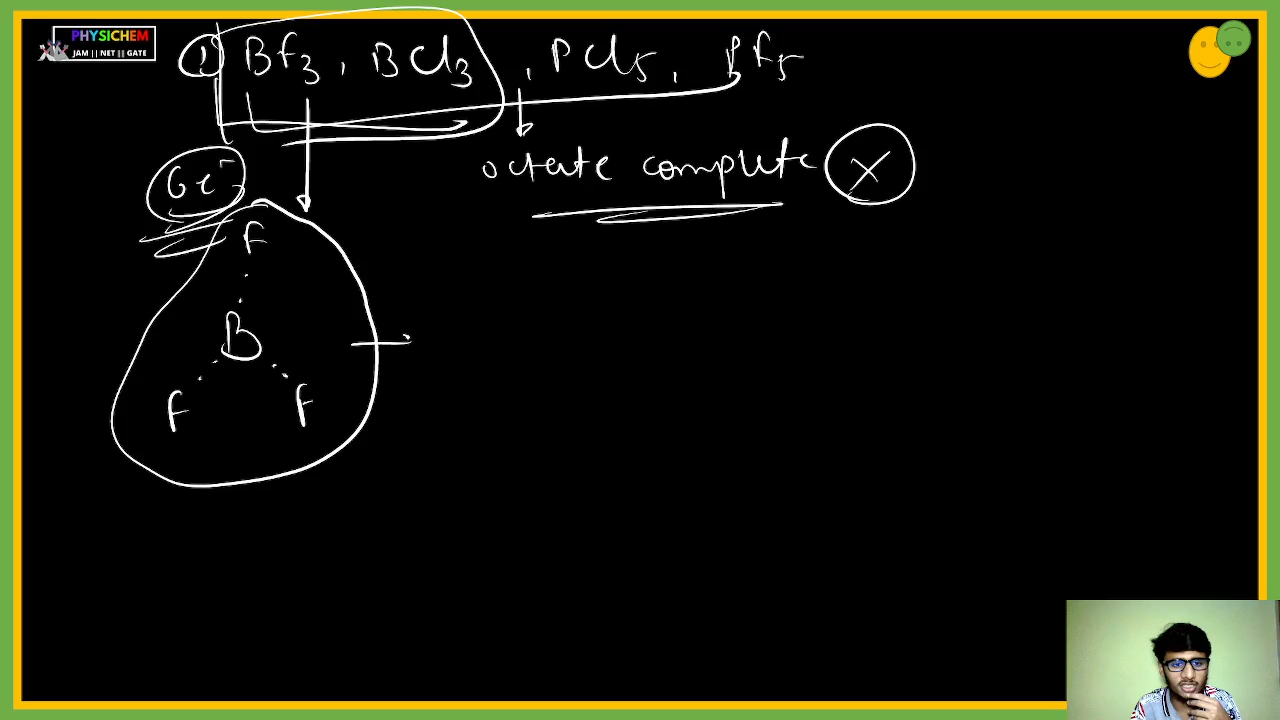 PHYSICHEM
JAM || NET || GATE
① Bf3, BCl3, PCl5, Pf5
octate complete X
6e-
f
B
f f